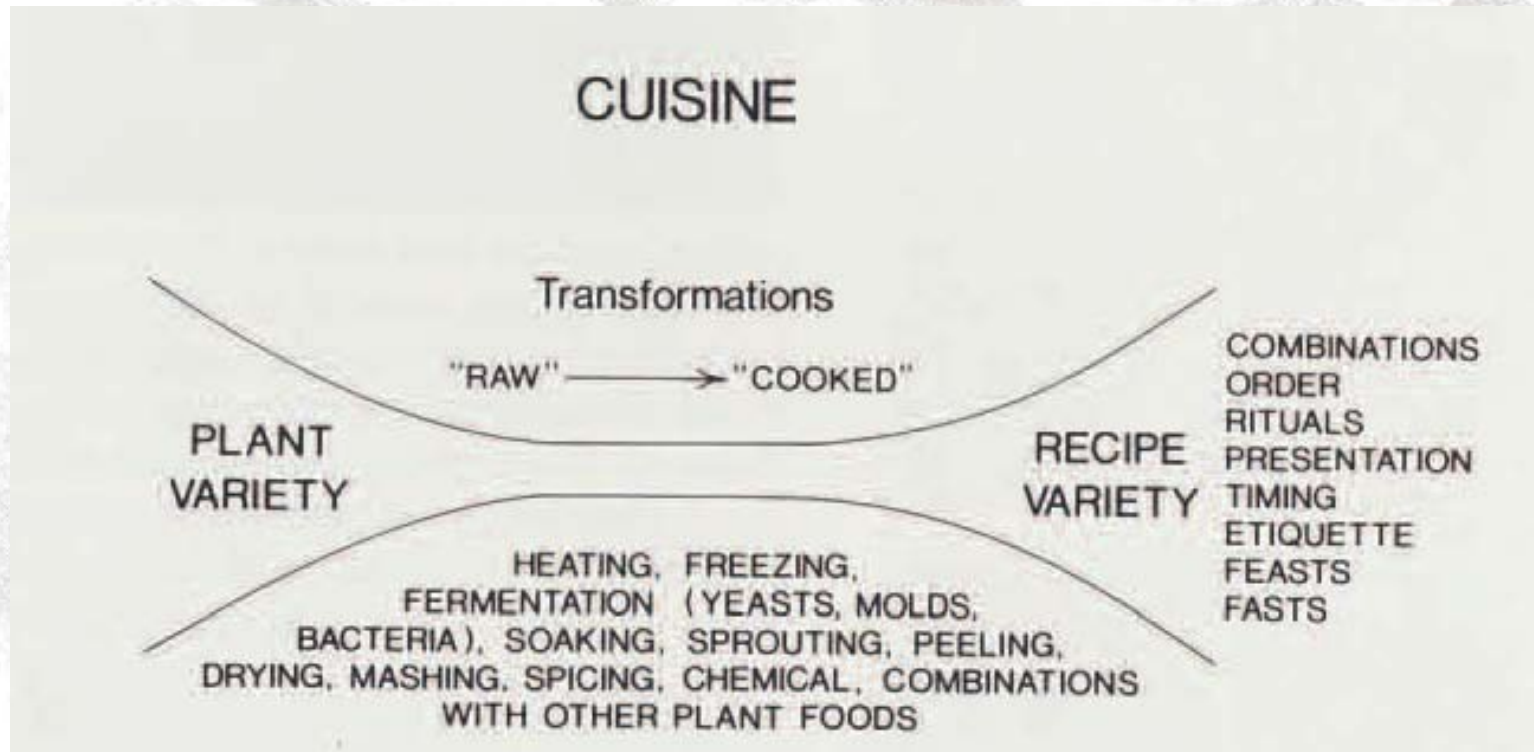 CUISINE
Transformations
"RAW" → "COOKED"
PLANT
VARIETY
RECIPE
VARIETY
COMBINATIONS
ORDER
RITUALS
PRESENTATION
TIMING
ETIQUETTE
FEASTS
FASTS
HEATING, FREEZING,
FERMENTATION (YEASTS, MOLDS,
BACTERIA), SOAKING, SPROUTING, PEELING,
DRYING, MASHING, SPICING, CHEMICAL, COMBINATIONS
WITH OTHER PLANT FOODS